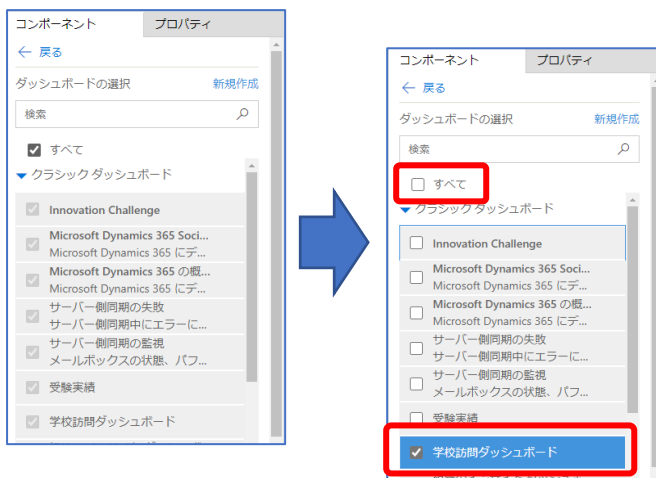 コンポーネント
プロパティ
← 戻る
ダッシュボードの選択
新規作成
検索
すべて
クラシック ダッシュボード
Innovation Challenge
Microsoft Dynamics 365 Soci...
Microsoft Dynamics 365 にデ...
Microsoft Dynamics 365 の概...
Microsoft Dynamics 365 にデ...
サーバー側同期の失敗
サーバー側同期中にエラーに...
サーバー側同期の監視
メールボックスの状態、パフ...
受験実績
学校訪問ダッシュボード
コンポーネント
プロパティ
← 戻る
ダッシュボードの選択
新規作成
検索
すべて
クラシック ダッシュボード
Innovation Challenge
Microsoft Dynamics 365 Soci...
Microsoft Dynamics 365 にデ...
Microsoft Dynamics 365 の概...
Microsoft Dynamics 365 にデ...
サーバー側同期の失敗
サーバー側同期中にエラーに...
サーバー側同期の監視
メールボックスの状態、パフ...
受験実績
学校訪問ダッシュボード